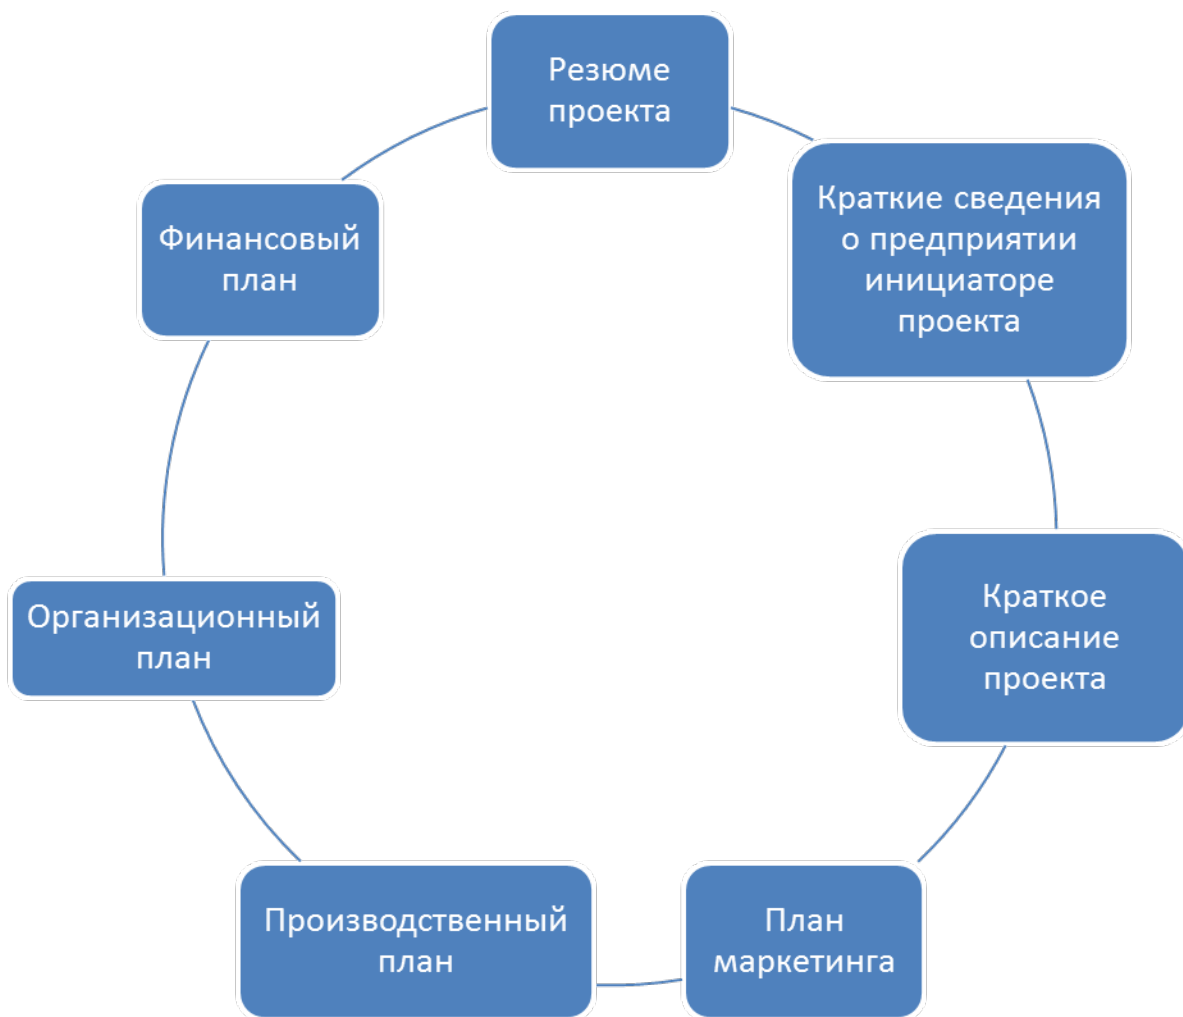 Резюме
проекта
Краткие сведения
о предприятии
инициаторе
проекта
Краткое
описание
проекта
План
маркетинга
Производственный
план
Организационный
план
Финансовый
план